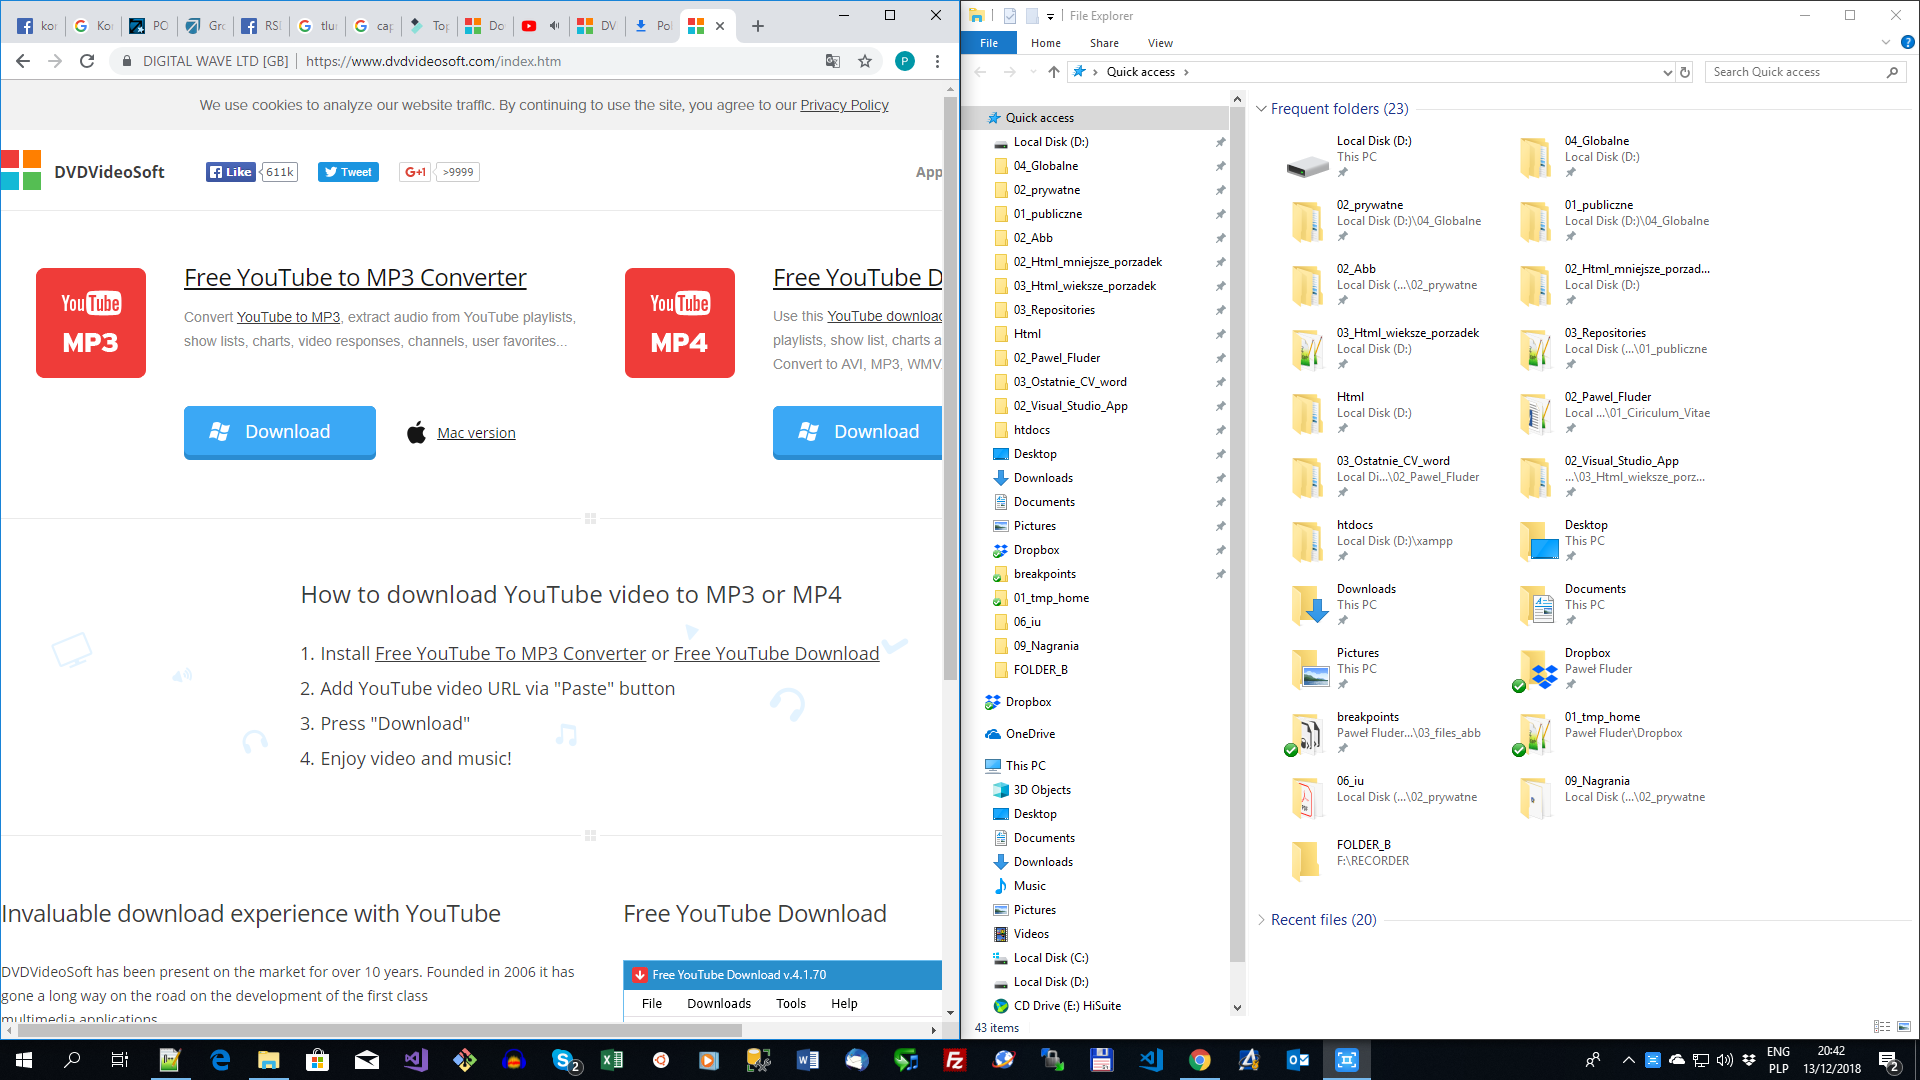 kor
Kor
PO
Gro
RSI
tlur
cap
Top
Do
DV
Pol
DIGITAL WAVE LTD [GB]
https://www.dvdvideosoft.com/index.htm
P
We use cookies to analyze our website traffic. By continuing to use the site, you agree to our Privacy Policy
DVDVideoSoft
Like 611k
Tweet
G+1 >9999
App
YouTube MP3
Free YouTube to MP3 Converter
Convert YouTube to MP3, extract audio from YouTube playlists,
show lists, charts, video responses, channels, user favorites...
Download
Mac version
YouTube MP4
Free YouTube D
Use this YouTube download
playlists, show list, charts a
Convert to AVI, MP3, WMV
Download
How to download YouTube video to MP3 or MP4
1. Install Free YouTube To MP3 Converter or Free YouTube Download
2. Add YouTube video URL via "Paste" button
3. Press "Download"
4. Enjoy video and music!
Invaluable download experience with YouTube
DVDVideoSoft has been present on the market for over 10 years. Founded in 2006 it has
gone a long way on the road on the development of the first class
multimedia applications
Free YouTube Download
Free YouTube Download v.4.1.70
File Downloads Tools Help
File Explorer
File Home Share View
Quick access
Search Quick access
Quick access
Local Disk (D:)
04_Globalne
02_prywatne
01_publiczne
02_Abb
02_Html_mniejsze_porzadek
03_Html_wieksze_porzadek
03_Repositories
Html
02_Pawel_Fluder
03_Ostatnie_CV_word
02_Visual_Studio_App
htdocs
Desktop
Downloads
Documents
Pictures
Dropbox
breakpoints
01_tmp_home
06_iu
09_Nagrania
FOLDER_B
Dropbox
OneDrive
This PC
3D Objects
Desktop
Documents
Downloads
Music
Pictures
Videos
Local Disk (C:)
Local Disk (D:)
CD Drive (E:) HiSuite
43 items
Frequent folders (23)
Local Disk (D:)
This PC
04_Globalne
Local Disk (D:)
02_prywatne
Local Disk (D:)\04_Globalne
01_publiczne
Local Disk (D:)\04_Globalne
02_Abb
Local Disk (...\02_prywatne
02_Html_mniejsze_porzad...
Local Disk (D:)
03_Html_wieksze_porzadek
Local Disk (D:)
03_Repositories
Local Disk (...\01_publiczne
Html
Local Disk (D:)
02_Pawel_Fluder
Local ...\01_Ciriculum_Vitae
03_Ostatnie_CV_word
Local Di...\02_Pawel_Fluder
02_Visual_Studio_App
...\03_Html_wieksze_porz...
htdocs
Local Disk (D:)\xampp
Desktop
This PC
Downloads
This PC
Documents
This PC
Pictures
This PC
Dropbox
Paweł Fluder
breakpoints
Paweł Fluder...\03_files_abb
01_tmp_home
Paweł Fluder\Dropbox
06_iu
Local Disk (...\02_prywatne
09_Nagrania
Local Disk (...\02_prywatne
FOLDER_B
F:\RECORDER
Recent files (20)
2
ENG
PLP
20:42
13/12/2018
2